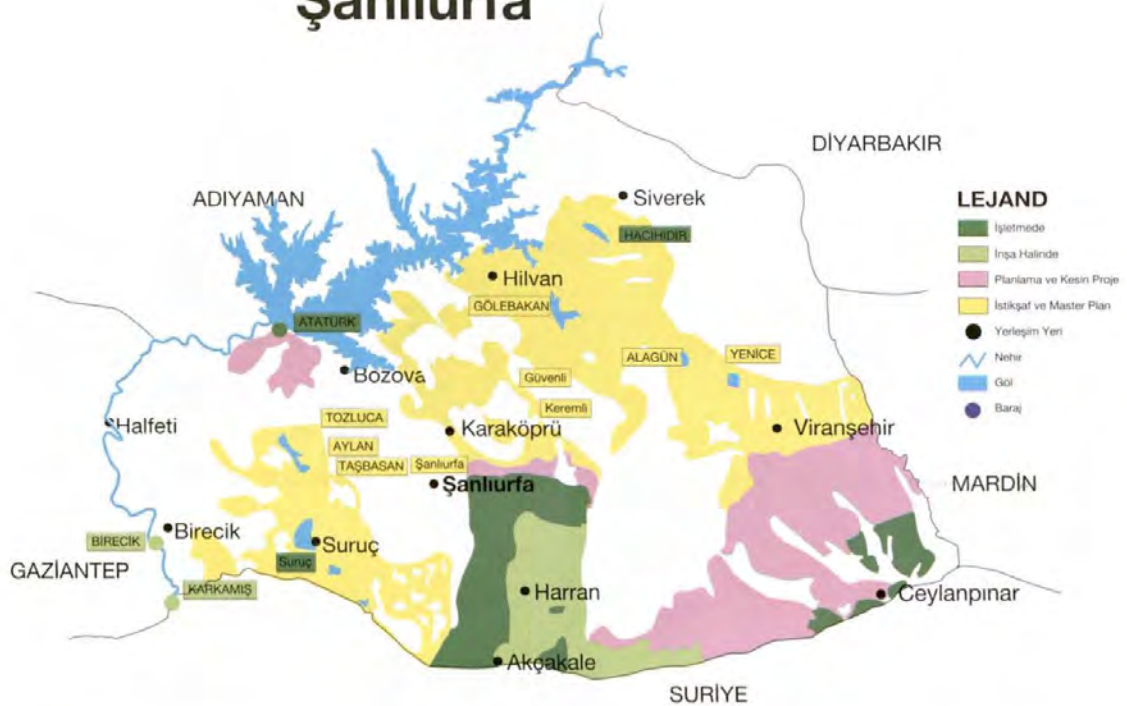 Şanlıurfa
DİYARBAKIR
ADIYAMAN
Siverek
HACIHIDIR
LEJAND
İşletmede
İnşa Halinde
Planlama ve Kesin Proje
İstikşaf ve Master Plan
Yerleşim Yeri
Nehir
Göl
Baraj
Hilvan
GÖLEBAKAN
ATATÜRK
ALAGÜN
YENİCE
Bozova
Güvenli
Keremli
TOZLUCA
Halfeti
Karaköprü
Viranşehir
AYLAN
TAŞBASAN
Şanlıurfa
Şanlıurfa
MARDİN
Birecik
BİRECİK
Suruç
Suruç
GAZİANTEP
KARKAMIŞ
Harran
Ceylanpınar
Akçakale
SURİYE